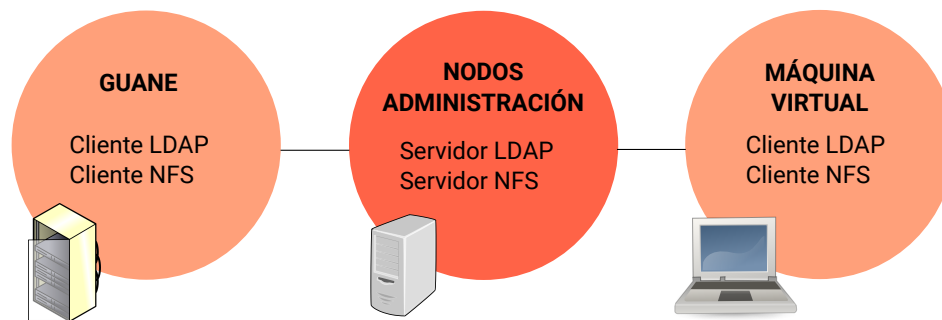 GUANE
Cliente LDAP
Cliente NFS
NODOS
ADMINISTRACIÓN
Servidor LDAP
Servidor NFS
MÁQUINA
VIRTUAL
Cliente LDAP
Cliente NFS